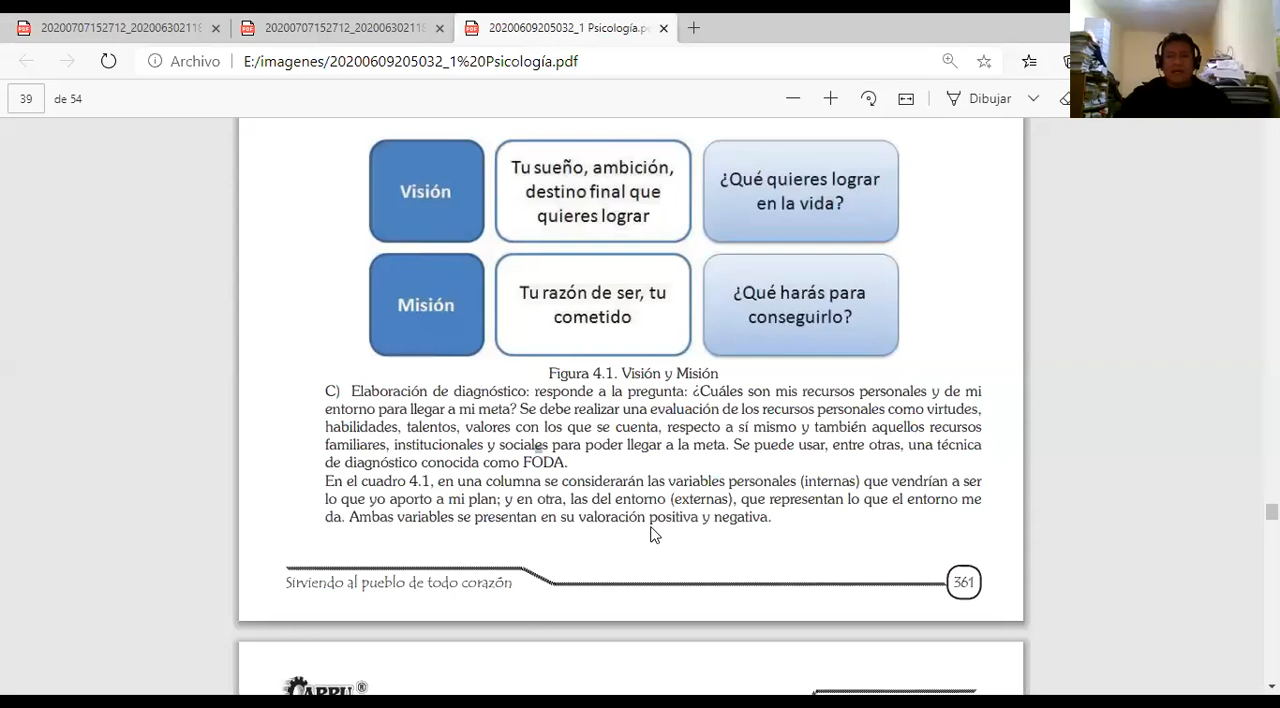 20200707152712_202006302118
20200707152712_202006302118
20200609205032_1 Psicología.p
Archivo
E:/imagenes/20200609205032_1%20Psicología.pdf
39
de 54
Dibujar
Visión
Tu sueño, ambición,
destino final que
quieres lograr
¿Qué quieres lograr
en la vida?
Misión
Tu razón de ser, tu
cometido
¿Qué harás para
conseguirlo?
Figura 4.1. Visión y Misión
C) Elaboración de diagnóstico: responde a la pregunta: ¿Cuáles son mis recursos personales y de mi
entorno para llegar a mi meta? Se debe realizar una evaluación de los recursos personales como virtudes,
habilidades, talentos, valores con los que se cuenta, respecto a sí mismo y también aquellos recursos
familiares, institucionales y sociales para poder llegar a la meta. Se puede usar, entre otras, una técnica
de diagnóstico conocida como FODA.
En el cuadro 4.1, en una columna se considerarán las variables personales (internas) que vendrían a ser
lo que yo aporto a mi plan; y en otra, las del entorno (externas), que representan lo que el entorno me
da. Ambas variables se presentan en su valoración positiva y negativa.
Sirviendo al pueblo de todo corazón
361